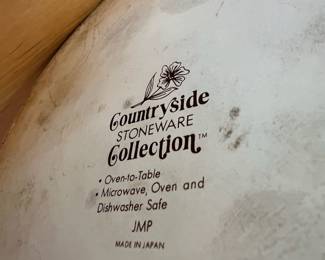 Countryside
STONEWARE
Collection™
• Oven-to-Table
• Microwave, Oven and
Dishwasher Safe
JMP
MADE IN JAPAN